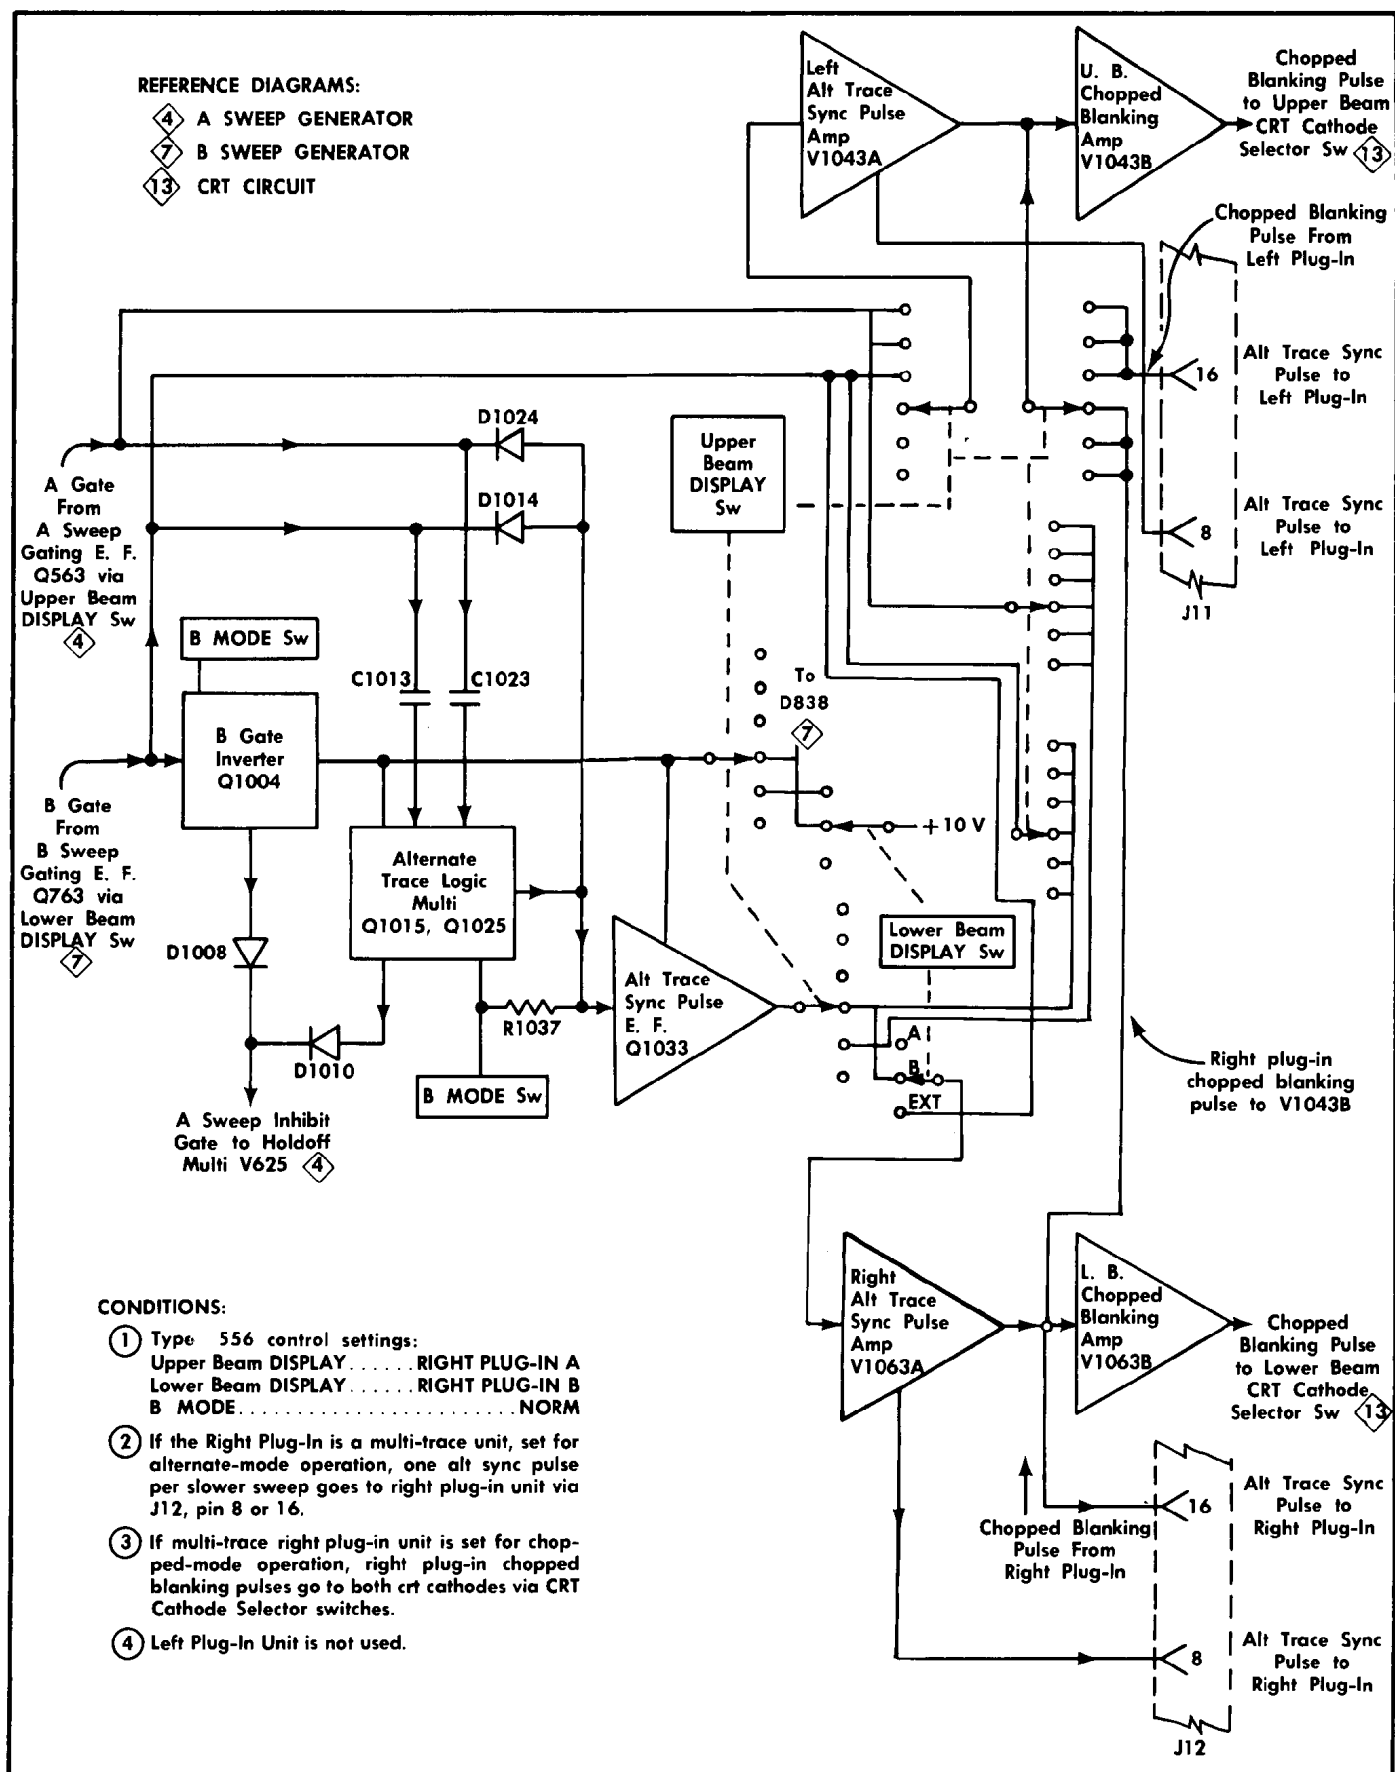 REFERENCE DIAGRAMS:
4 A SWEEP GENERATOR
7 B SWEEP GENERATOR
13 CRT CIRCUIT
Left
Alt Trace
Sync Pulse
Amp
V1043A
U. B.
Chopped
Blanking
Amp
V1043B
Chopped
Blanking Pulse
to Upper Beam
CRT Cathode
Selector Sw 13
Chopped Blanking
Pulse From
Left Plug-In
16
Alt Trace Sync
Pulse to
Left Plug-In
8
Alt Trace Sync
Pulse to
Left Plug-In
J11
D1024
D1014
Upper
Beam
DISPLAY
Sw
A Gate
From
A Sweep
Gating E. F.
Q563 via
Upper Beam
DISPLAY Sw
4
B MODE Sw
C1013
C1023
To
D838
7
B Gate
Inverter
Q1004
+10 V
B Gate
From
B Sweep
Gating E. F.
Q763 via
Lower Beam
DISPLAY Sw
7
Alternate
Trace Logic
Multi
Q1015, Q1025
Lower Beam
DISPLAY Sw
D1008
Alt Trace
Sync Pulse
E. F.
Q1033
R1037
D1010
A
B
EXT
B MODE Sw
Right plug-in
chopped blanking
pulse to V1043B
A Sweep Inhibit
Gate to Holdoff
Multi V625 4
Right
Alt Trace
Sync Pulse
Amp
V1063A
L. B.
Chopped
Blanking
Amp
V1063B
Chopped
Blanking Pulse
to Lower Beam
CRT Cathode
Selector Sw 13
CONDITIONS:
1 Type 556 control settings:
Upper Beam DISPLAY......RIGHT PLUG-IN A
Lower Beam DISPLAY......RIGHT PLUG-IN B
B MODE........................NORM
2 If the Right Plug-In is a multi-trace unit, set for
alternate-mode operation, one alt sync pulse
per slower sweep goes to right plug-in unit via
J12, pin 8 or 16.
3 If multi-trace right plug-in unit is set for chop-
ped-mode operation, right plug-in chopped
blanking pulses go to both crt cathodes via CRT
Cathode Selector switches.
4 Left Plug-In Unit is not used.
Chopped Blanking
Pulse From
Right Plug-In
16
Alt Trace Sync
Pulse to
Right Plug-In
8
Alt Trace Sync
Pulse to
Right Plug-In
J12